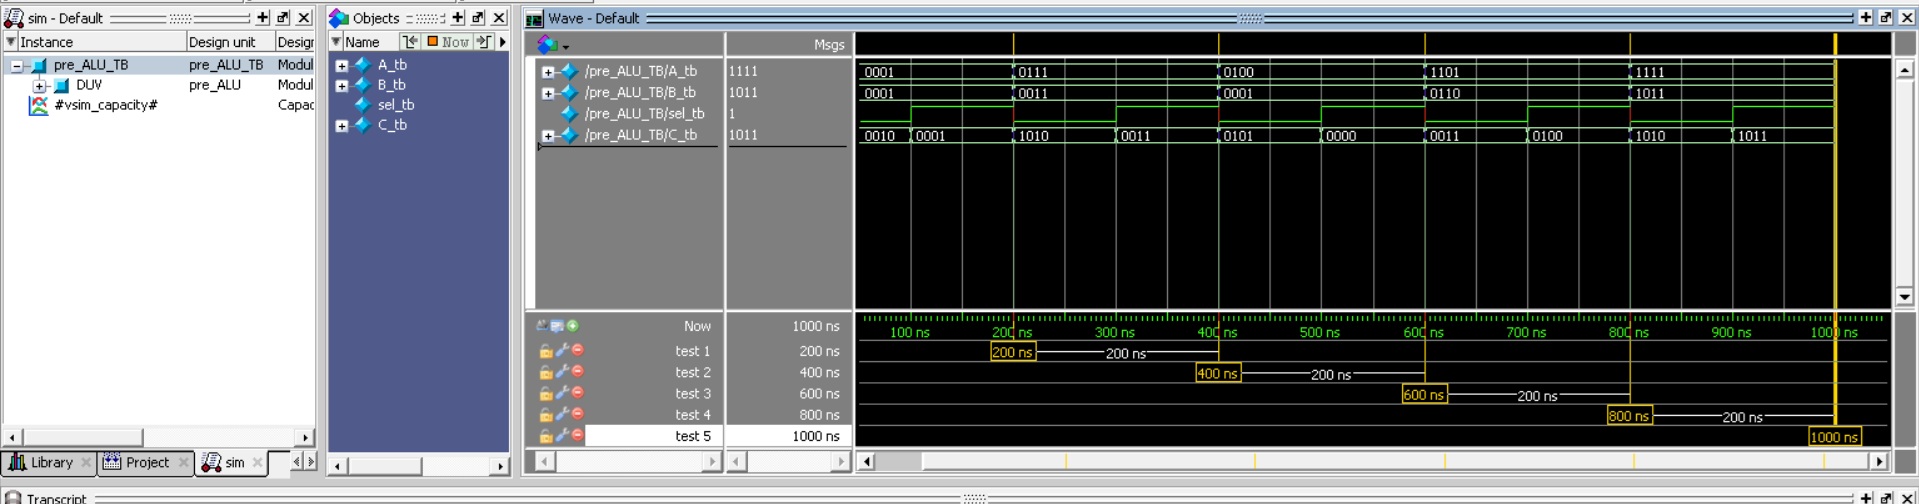 sim - Default
Instance Design unit Design
pre_ALU_TB pre_ALU_TB Modul
DUV pre_ALU Modul
#vsim_capacity# Capac
Library Project sim
Objects
Name Now
A_tb
B_tb
sel_tb
C_tb
Wave - Default
Msgs
/pre_ALU_TB/A_tb 1111 0001 0111 0100 1101 1111
/pre_ALU_TB/B_tb 1011 0001 0011 0001 0110 1011
/pre_ALU_TB/sel_tb 1
/pre_ALU_TB/C_tb 1011 0010 0001 1010 0011 0101 0000 0011 0100 1010 1011
Now 1000 ns 100 ns 200 ns 300 ns 400 ns 500 ns 600 ns 700 ns 800 ns 900 ns 1000 ns
test 1 200 ns 200 ns 200 ns
test 2 400 ns 400 ns 200 ns
test 3 600 ns 600 ns 200 ns
test 4 800 ns 800 ns 200 ns
test 5 1000 ns 1000 ns
Transcript